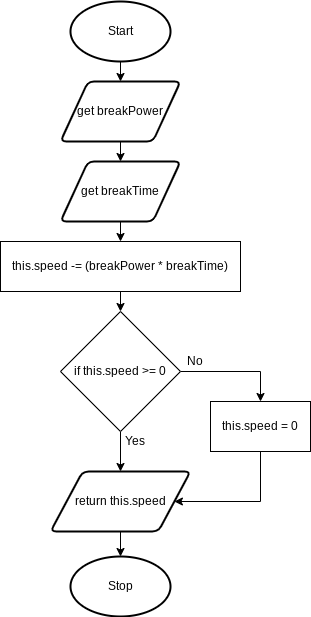 Start
get breakPower
get breakTime
this.speed -= (breakPower * breakTime)
if this.speed >= 0
No
this.speed = 0
Yes
return this.speed
Stop